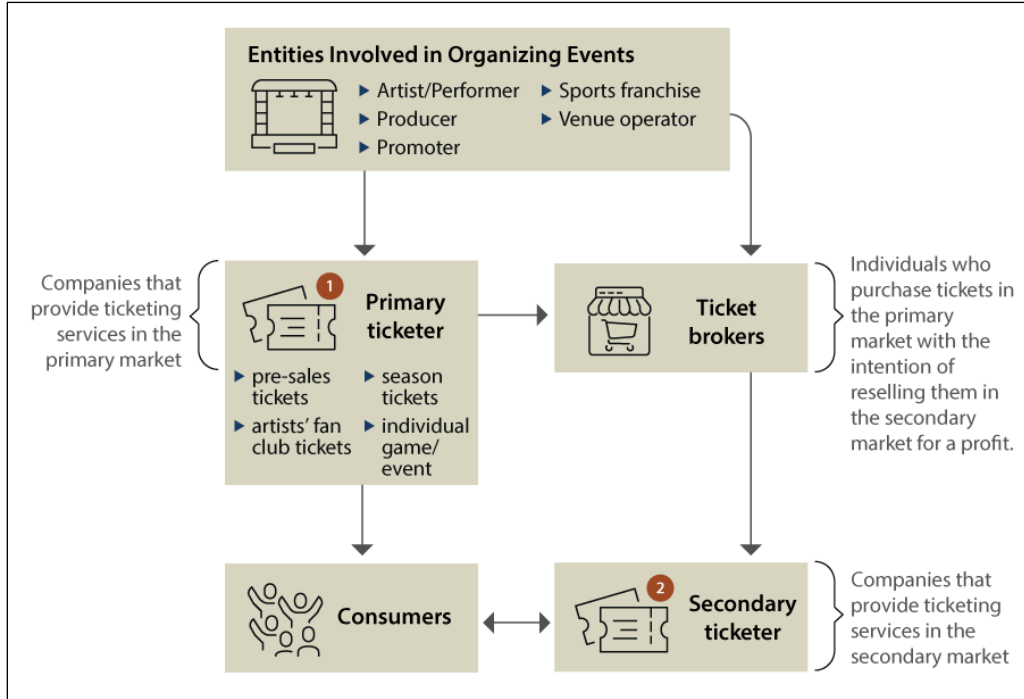 Entities Involved in Organizing Events
▶ Artist/Performer
▶ Producer
▶ Promoter
▶ Sports franchise
▶ Venue operator
Companies that
provide ticketing
services in the
primary market
1
Primary
ticketer
▶ pre-sales
tickets
▶ artists’ fan
club tickets
▶ season
tickets
▶ individual
game/
event
Ticket
brokers
Individuals who
purchase tickets in
the primary
market with the
intention of
reselling them in
the secondary
market for a profit.
Consumers
2
Secondary
ticketer
Companies that
provide ticketing
services in the
secondary market